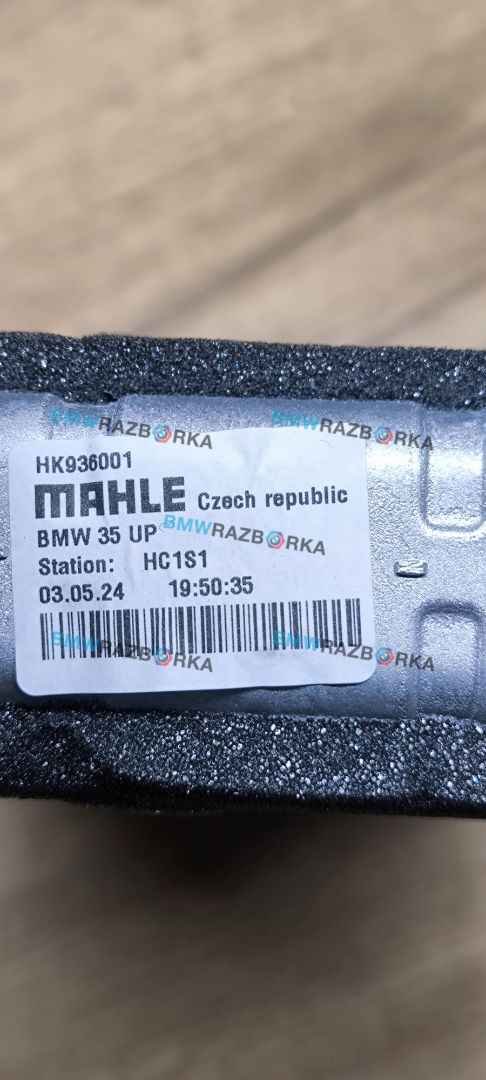 BMWRAZBORKA
BMWRAZBORKA
HK936001
MAHLE Czech republic
BMW 35 UP
BMWRAZBORKA
Station: HC1S1
03.05.24 19:50:35
BMWRAZBORKA
BMWRAZBORKA